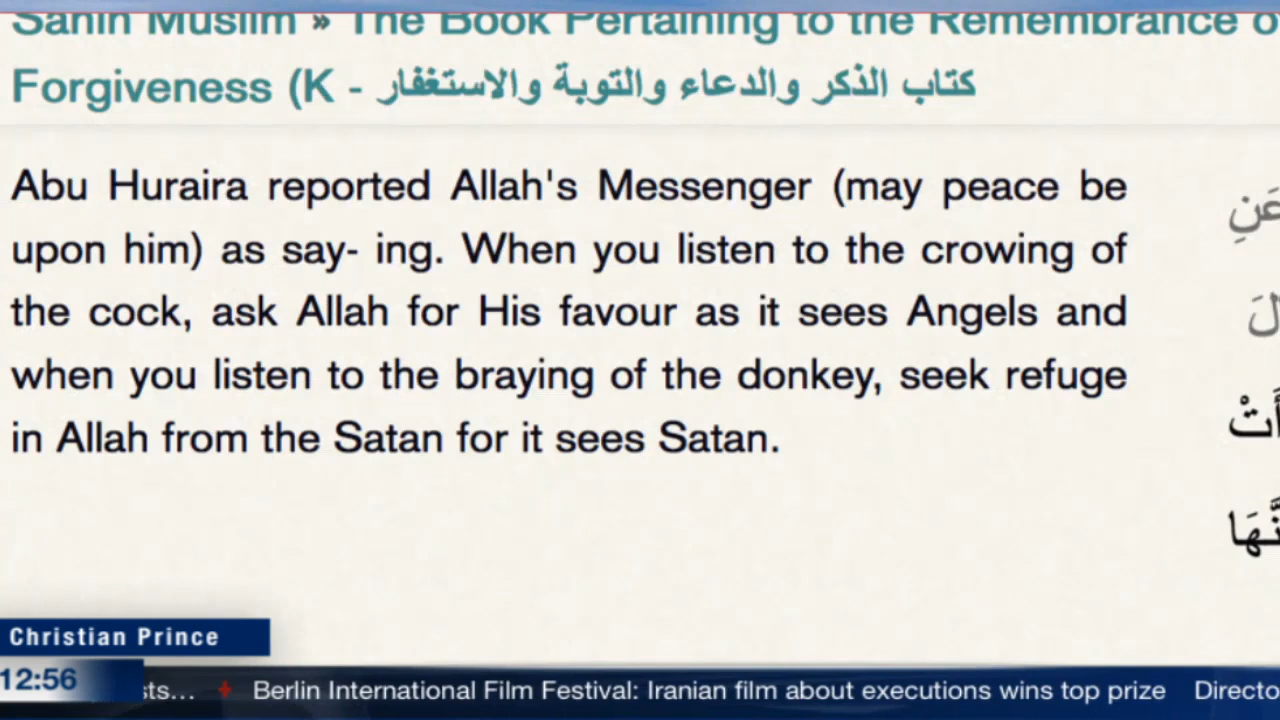 Sahih Muslim » The Book Pertaining to the Remembrance o
Forgiveness (K - كتاب الذكر والدعاء والتوبة والاستغفار
Abu Huraira reported Allah's Messenger (may peace be
upon him) as say- ing. When you listen to the crowing of
the cock, ask Allah for His favour as it sees Angels and
when you listen to the braying of the donkey, seek refuge
in Allah from the Satan for it sees Satan.
عَنِ
Christian Prince
12:56
sts... Berlin International Film Festival: Iranian film about executions wins top prize Directo